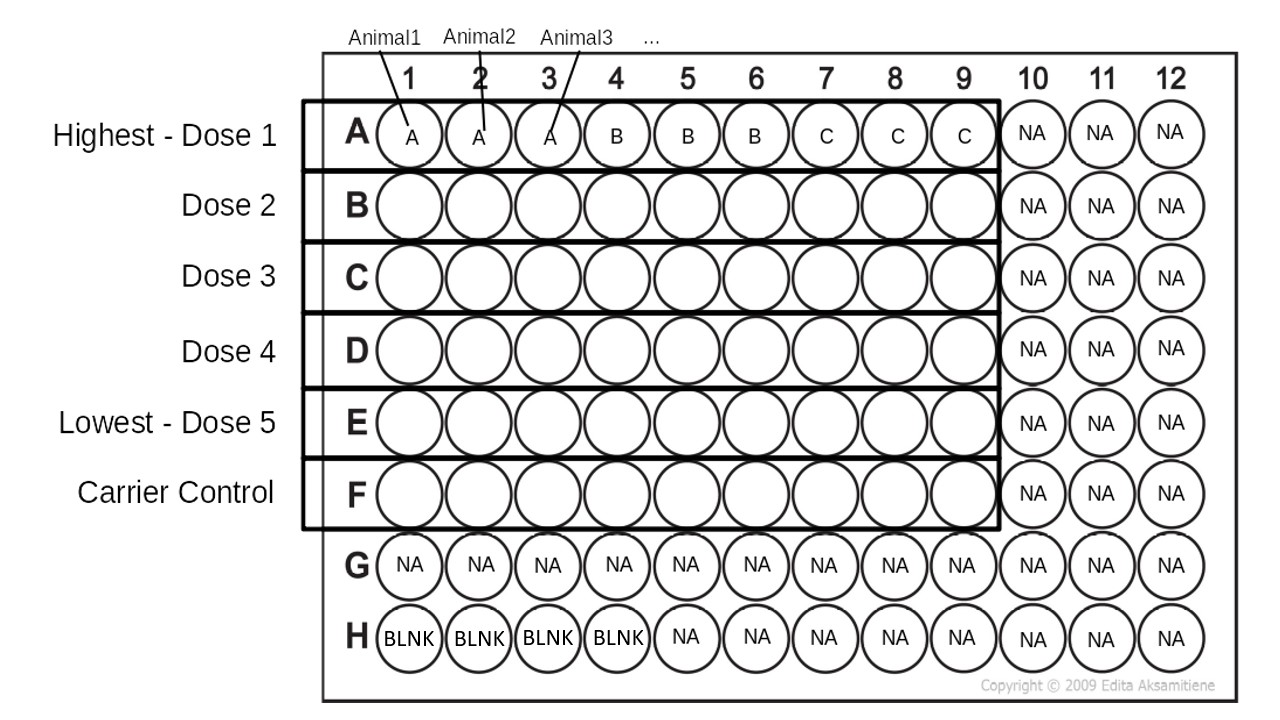 Animal1 Animal2 Animal3 ...
1 2 3 4 5 6 7 8 9 10 11 12
Highest - Dose 1 A A A A B B B C C C NA NA NA
Dose 2 B NA NA NA
Dose 3 C NA NA NA
Dose 4 D NA NA NA
Lowest - Dose 5 E NA NA NA
Carrier Control F NA NA NA
G NA NA NA NA NA NA NA NA NA NA NA NA
H BLNK BLNK BLNK BLNK NA NA NA NA NA NA NA NA
Copyright © 2009 Edita Aksamitiene